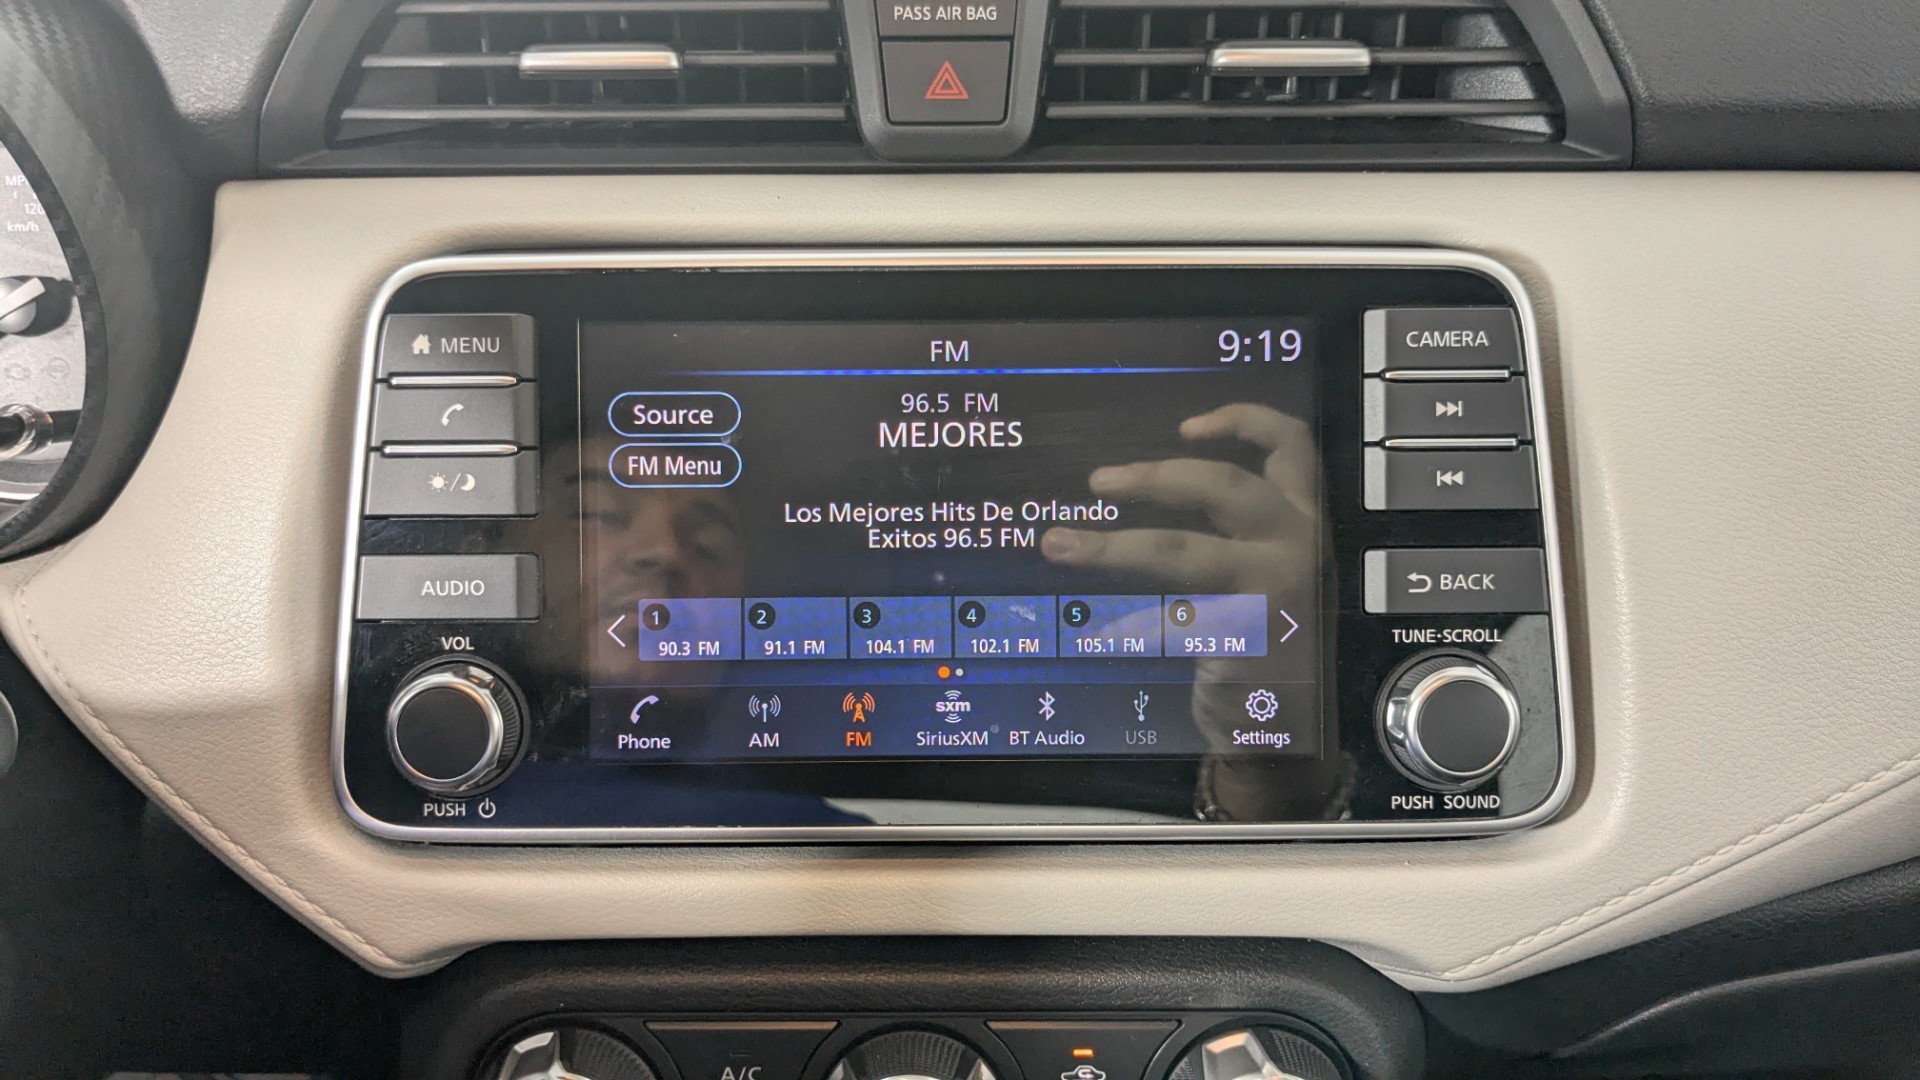 PASS AIR BAG
120
km/h
MENU
CAMERA
FM
9:19
Source
96.5 FM
MEJORES
FM Menu
Los Mejores Hits De Orlando
Exitos 96.5 FM
AUDIO
BACK
VOL
TUNE·SCROLL
1
2
3
4
5
6
90.3 FM
91.1 FM
104.1 FM
102.1 FM
105.1 FM
95.3 FM
sxm
Phone
AM
FM
SiriusXM
BT Audio
USB
Settings
PUSH
PUSH SOUND
A/C